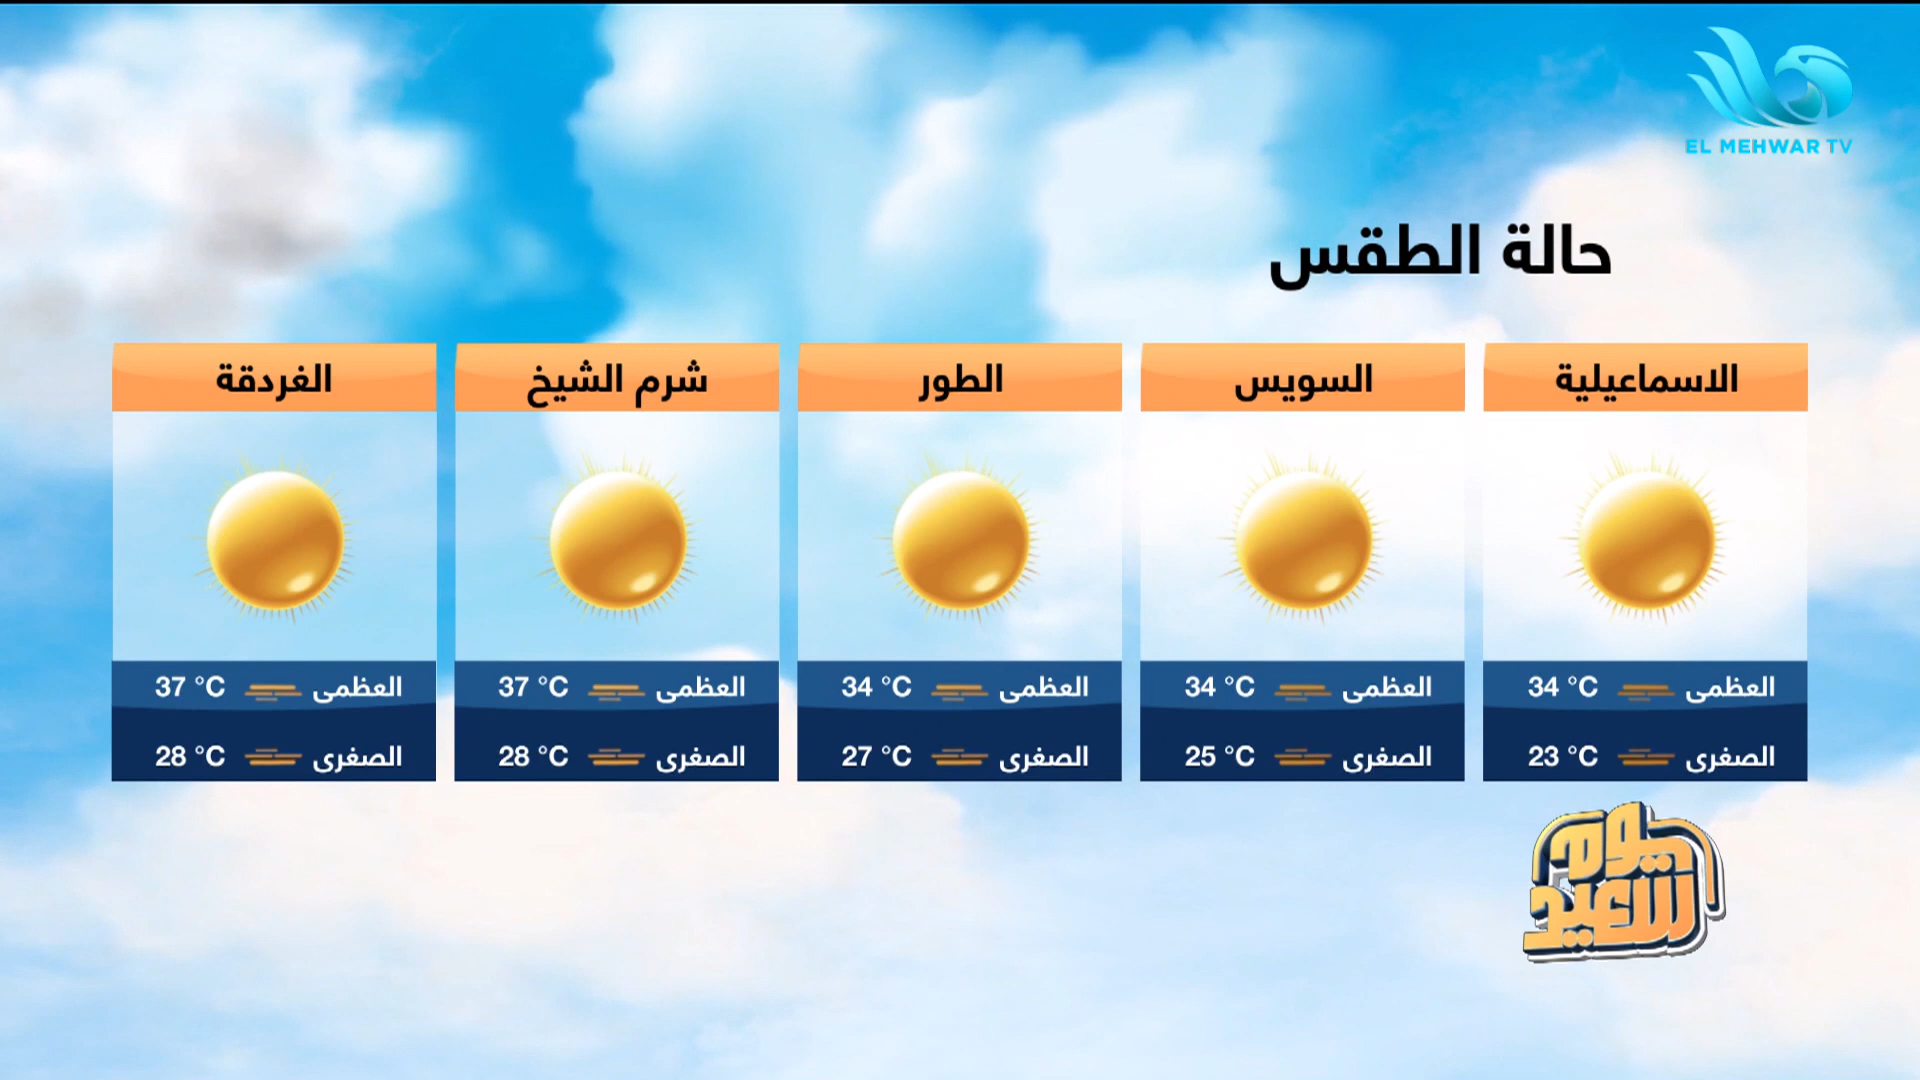 EL MEHWAR TV
حالة الطقس
الاسماعيلية
العظمى 34 °C
الصغرى 23 °C
السويس
العظمى 34 °C
الصغرى 25 °C
الطور
العظمى 34 °C
الصغرى 27 °C
شرم الشيخ
العظمى 37 °C
الصغرى 28 °C
الغردقة
العظمى 37 °C
الصغرى 28 °C
يوم
سعيد